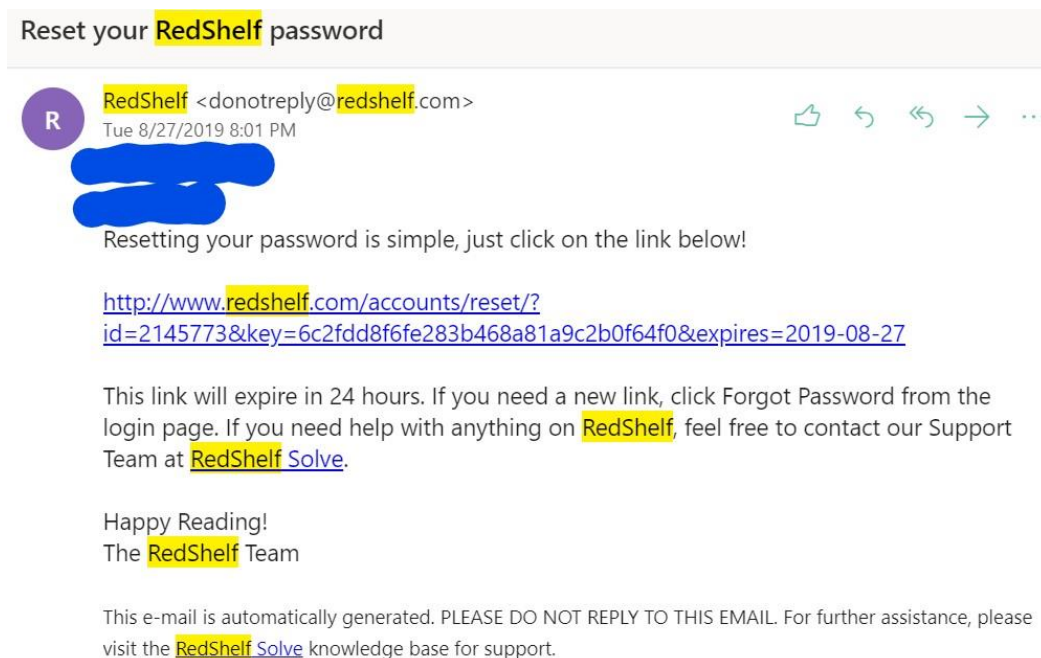 Reset your RedShelf password
R
RedShelf <donotreply@redshelf.com>
Tue 8/27/2019 8:01 PM
Resetting your password is simple, just click on the link below!
http://www.redshelf.com/accounts/reset/?
id=2145773&key=6c2fdd8f6fe283b468a81a9c2b0f64f0&expires=2019-08-27
This link will expire in 24 hours. If you need a new link, click Forgot Password from the
login page. If you need help with anything on RedShelf, feel free to contact our Support
Team at RedShelf Solve.
Happy Reading!
The RedShelf Team
This e-mail is automatically generated. PLEASE DO NOT REPLY TO THIS EMAIL. For further assistance, please
visit the RedShelf Solve knowledge base for support.